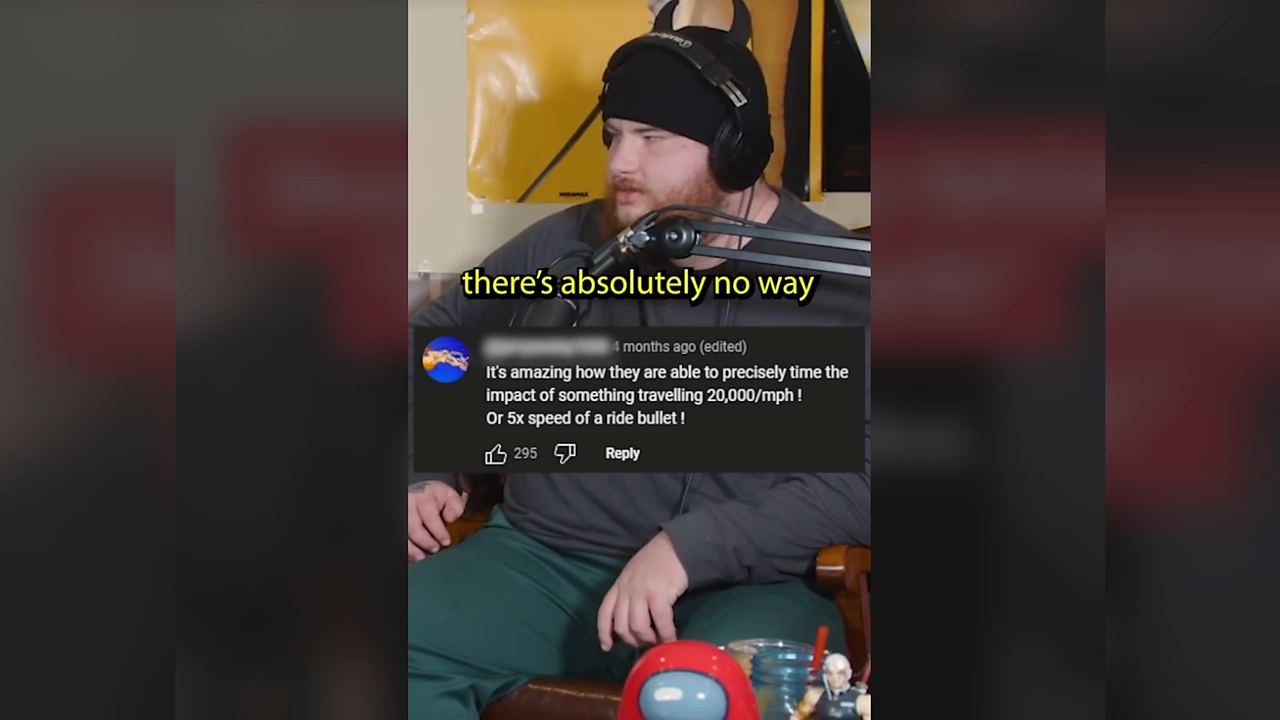 MIRAMAX
there's absolutely no way
4 months ago (edited)
It's amazing how they are able to precisely time the
impact of something travelling 20,000/mph !
Or 5x speed of a ride bullet !
295
Reply